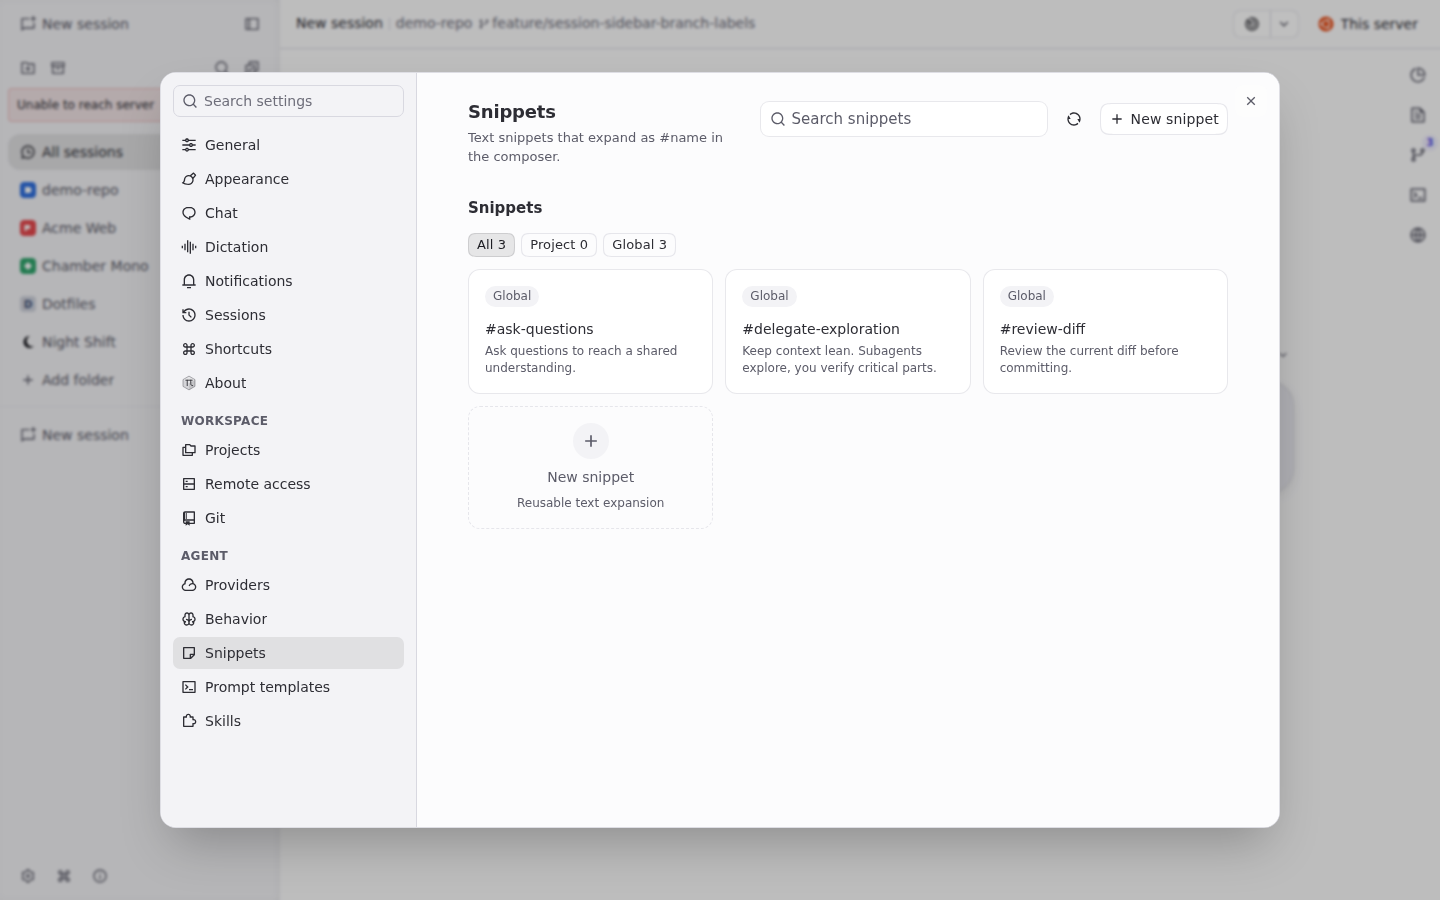 New session
New session demo-repo feature/session-sidebar-branch-labels
This server
Unable to reach server
All sessions
demo-repo
Acme Web
Chamber Mono
D Dotfiles
Night Shift
Add folder
New session
3
Search settings
General
Appearance
Chat
Dictation
Notifications
Sessions
Shortcuts
About
WORKSPACE
Projects
Remote access
Git
AGENT
Providers
Behavior
Snippets
Prompt templates
Skills
Snippets
Text snippets that expand as #name in
the composer.
Search snippets
New snippet
Snippets
All 3
Project 0
Global 3
Global
#ask-questions
Ask questions to reach a shared
understanding.
Global
#delegate-exploration
Keep context lean. Subagents
explore, you verify critical parts.
Global
#review-diff
Review the current diff before
committing.
New snippet
Reusable text expansion